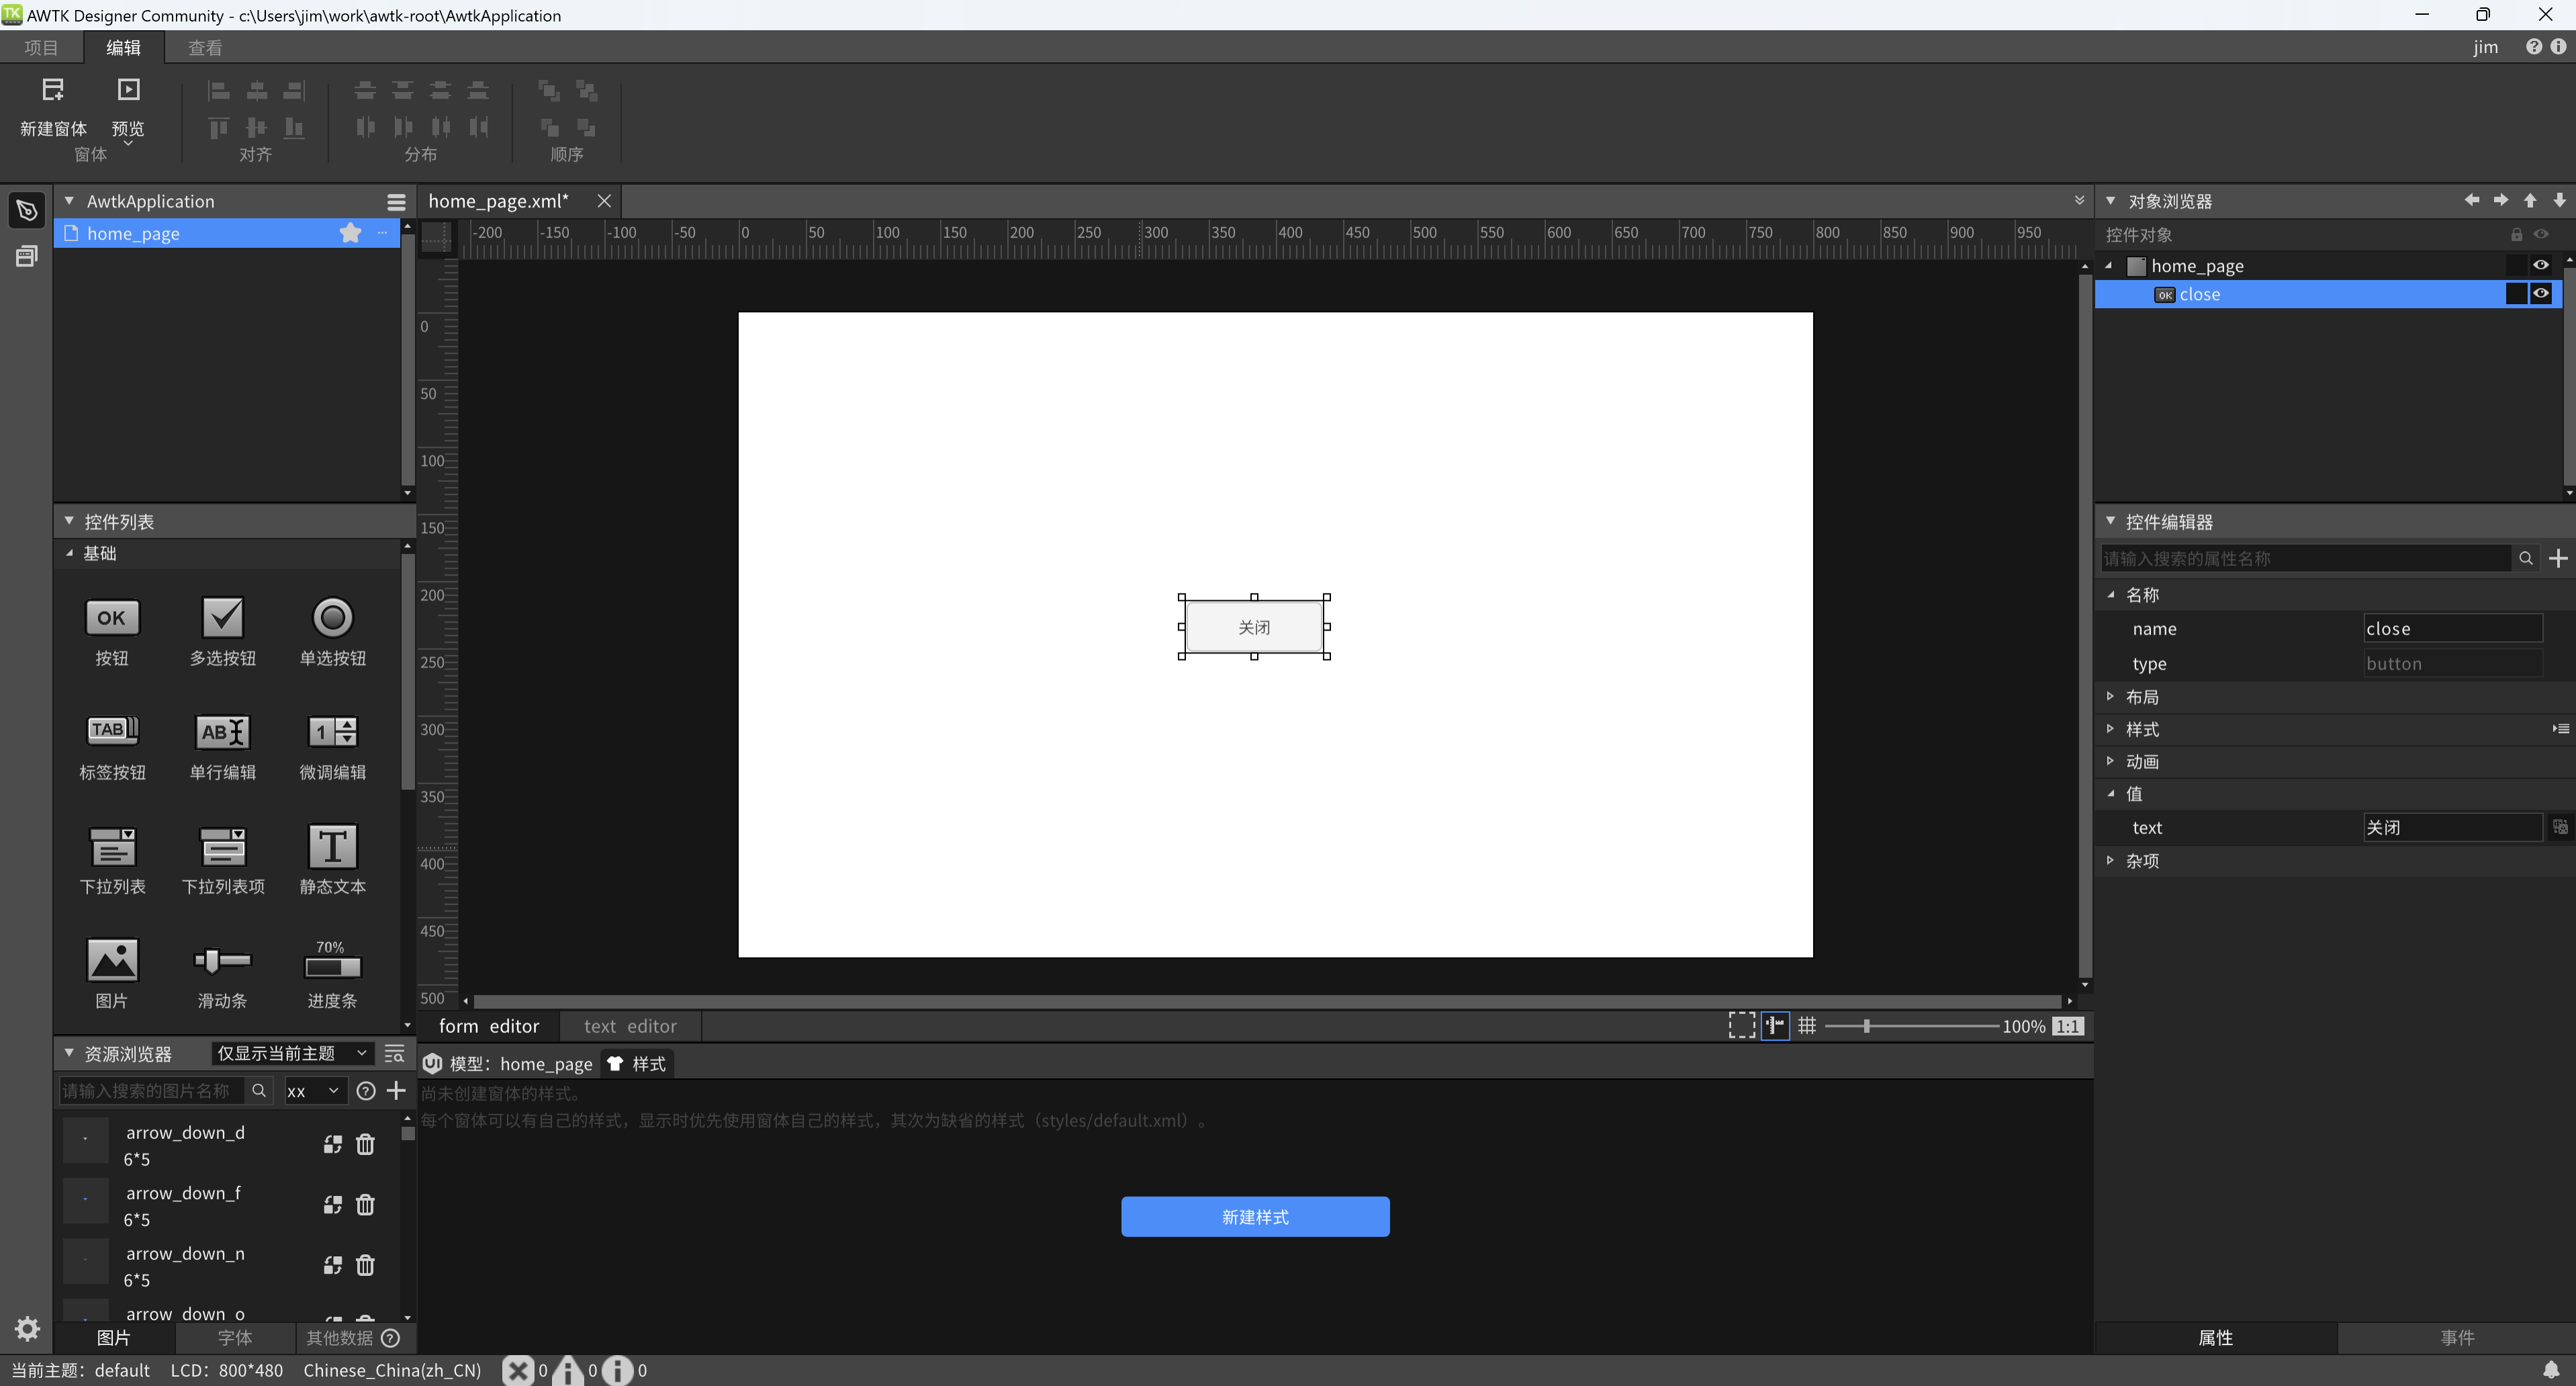 AWTK Designer Community - c:\Users\jim\work\awtk-root\AwtkApplication
项目 编辑 查看 jim
新建窗体 预览
窗体 对齐 分布 顺序
AwtkApplication
home_page
home_page.xml*
-200 -150 -100 -50 0 50 100 150 200 250 300 350 400 450 500 550 600 650 700 750 800 850 900 950
0
50
100
150
200
250
300
350
400
450
500
关闭
对象浏览器
控件对象
home_page
OK close
控件列表
基础
OK
按钮 多选按钮 单选按钮
TAB AB 1
标签按钮 单行编辑 微调编辑
T
下拉列表 下拉列表项 静态文本
70%
图片 滑动条 进度条
form editor text editor
100% 1:1
资源浏览器 仅显示当前主题
请输入搜索的图片名称 xx
arrow_down_d
6*5
arrow_down_f
6*5
arrow_down_n
6*5
arrow_down_o
图片 字体 其他数据
模型：home_page 样式
尚未创建窗体的样式。
每个窗体可以有自己的样式，显示时优先使用窗体自己的样式，其次为缺省的样式（styles/default.xml）。
新建样式
控件编辑器
请输入搜索的属性名称
名称
name close
type button
布局
样式
动画
值
text 关闭
杂项
属性 事件
当前主题：default LCD：800*480 Chinese_China(zh_CN) 0 0 0